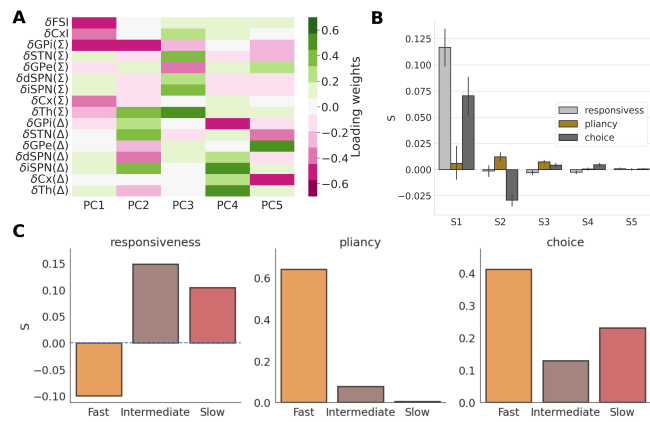 A
δFSI
δCxI
δGPi(Σ)
δSTN(Σ)
δGPe(Σ)
δdSPN(Σ)
δiSPN(Σ)
δCx(Σ)
δTh(Σ)
δGPi(Δ)
δSTN(Δ)
δGPe(Δ)
δdSPN(Δ)
δiSPN(Δ)
δCx(Δ)
δTh(Δ)
PC1 PC2 PC3 PC4 PC5
0.6
0.4
0.2
0.0
−0.2
−0.4
−0.6
Loading weights
B
S
0.125
0.100
0.075
0.050
0.025
0.000
−0.025
responsivess
pliancy
choice
S1 S2 S3 S4 S5
C
responsiveness
S
0.15
0.10
0.05
0.00
−0.05
−0.10
Fast Intermediate Slow
pliancy
0.6
0.4
0.2
0.0
Fast Intermediate Slow
choice
0.4
0.3
0.2
0.1
0.0
Fast Intermediate Slow